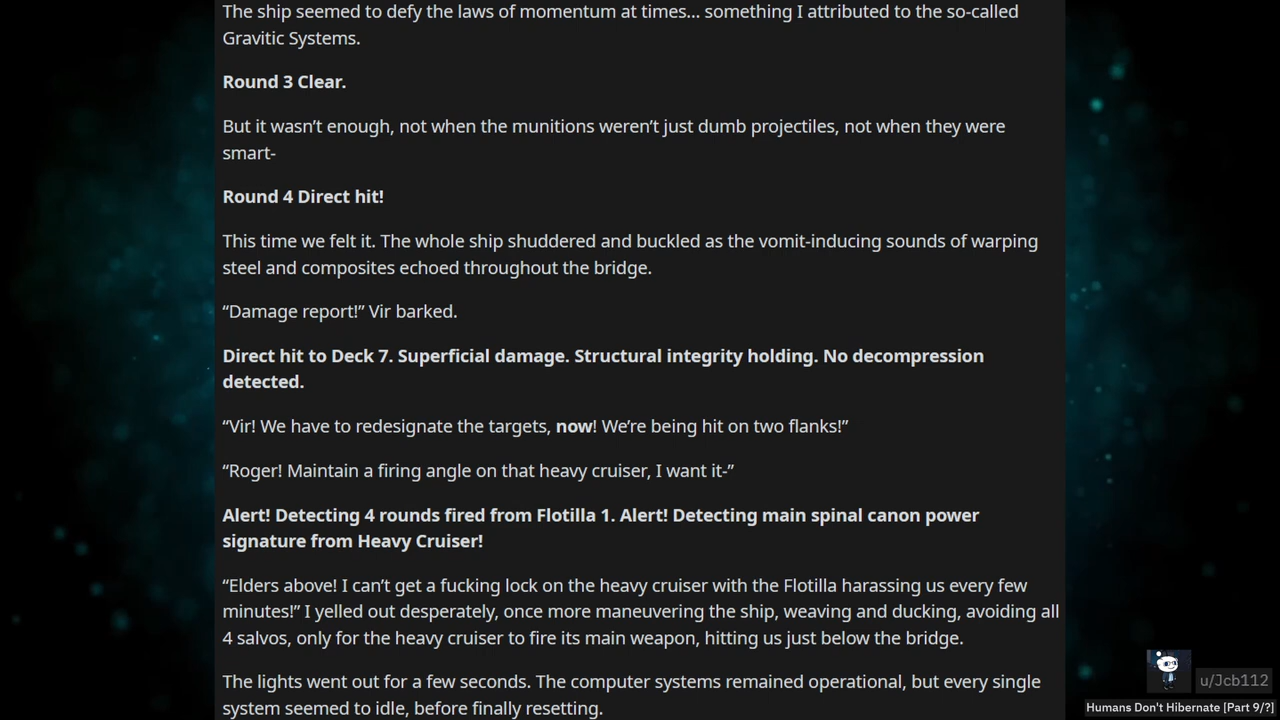 The ship seemed to defy the laws of momentum at times... something I attributed to the so-called
Gravitic Systems.
Round 3 Clear.
But it wasn’t enough, not when the munitions weren’t just dumb projectiles, not when they were
smart-
Round 4 Direct hit!
This time we felt it. The whole ship shuddered and buckled as the vomit-inducing sounds of warping
steel and composites echoed throughout the bridge.
“Damage report!” Vir barked.
Direct hit to Deck 7. Superficial damage. Structural integrity holding. No decompression
detected.
“Vir! We have to redesignate the targets, now! We’re being hit on two flanks!”
“Roger! Maintain a firing angle on that heavy cruiser, I want it-”
Alert! Detecting 4 rounds fired from Flotilla 1. Alert! Detecting main spinal canon power
signature from Heavy Cruiser!
“Elders above! I can’t get a fucking lock on the heavy cruiser with the Flotilla harassing us every few
minutes!” I yelled out desperately, once more maneuvering the ship, weaving and ducking, avoiding all
4 salvos, only for the heavy cruiser to fire its main weapon, hitting us just below the bridge.
The lights went out for a few seconds. The computer systems remained operational, but every single
system seemed to idle, before finally resetting.
u/Jcb112
Humans Don't Hibernate [Part 9/?]